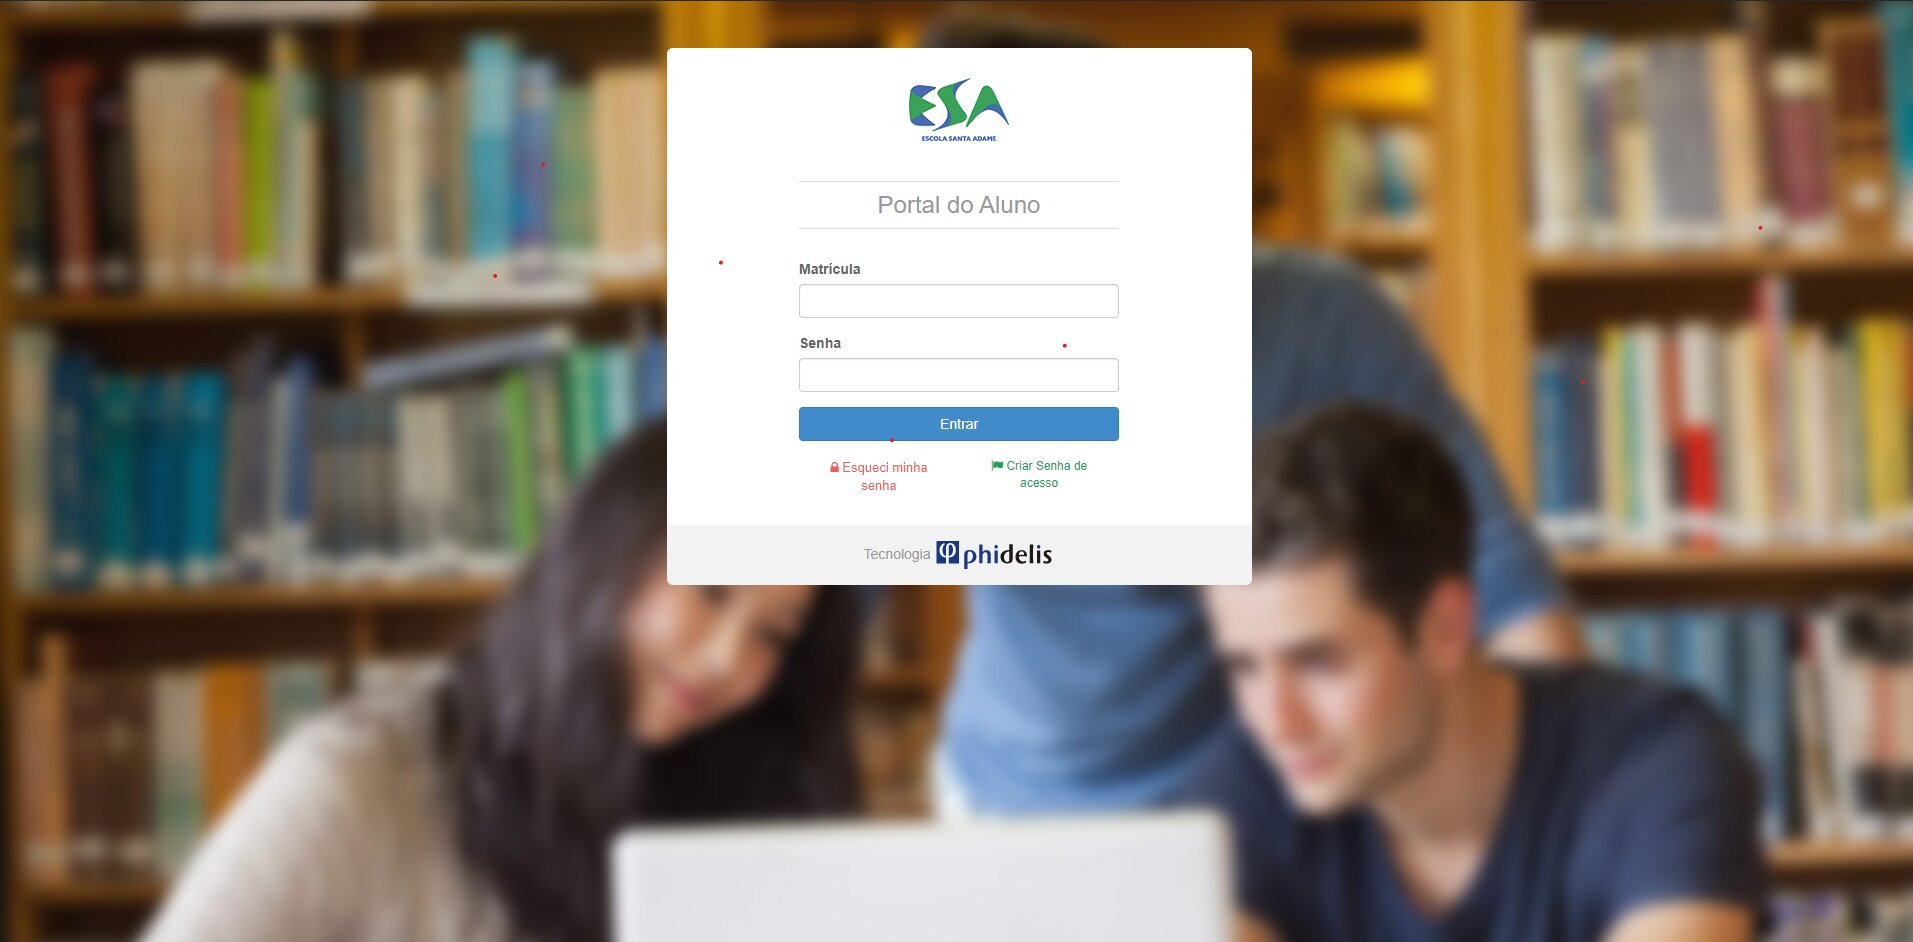 ESA
ESCOLA SANTA ADAME
Portal do Aluno
Matrícula
Senha
Entrar
Esqueci minha
senha
Criar Senha de
acesso
Tecnologia phidelis